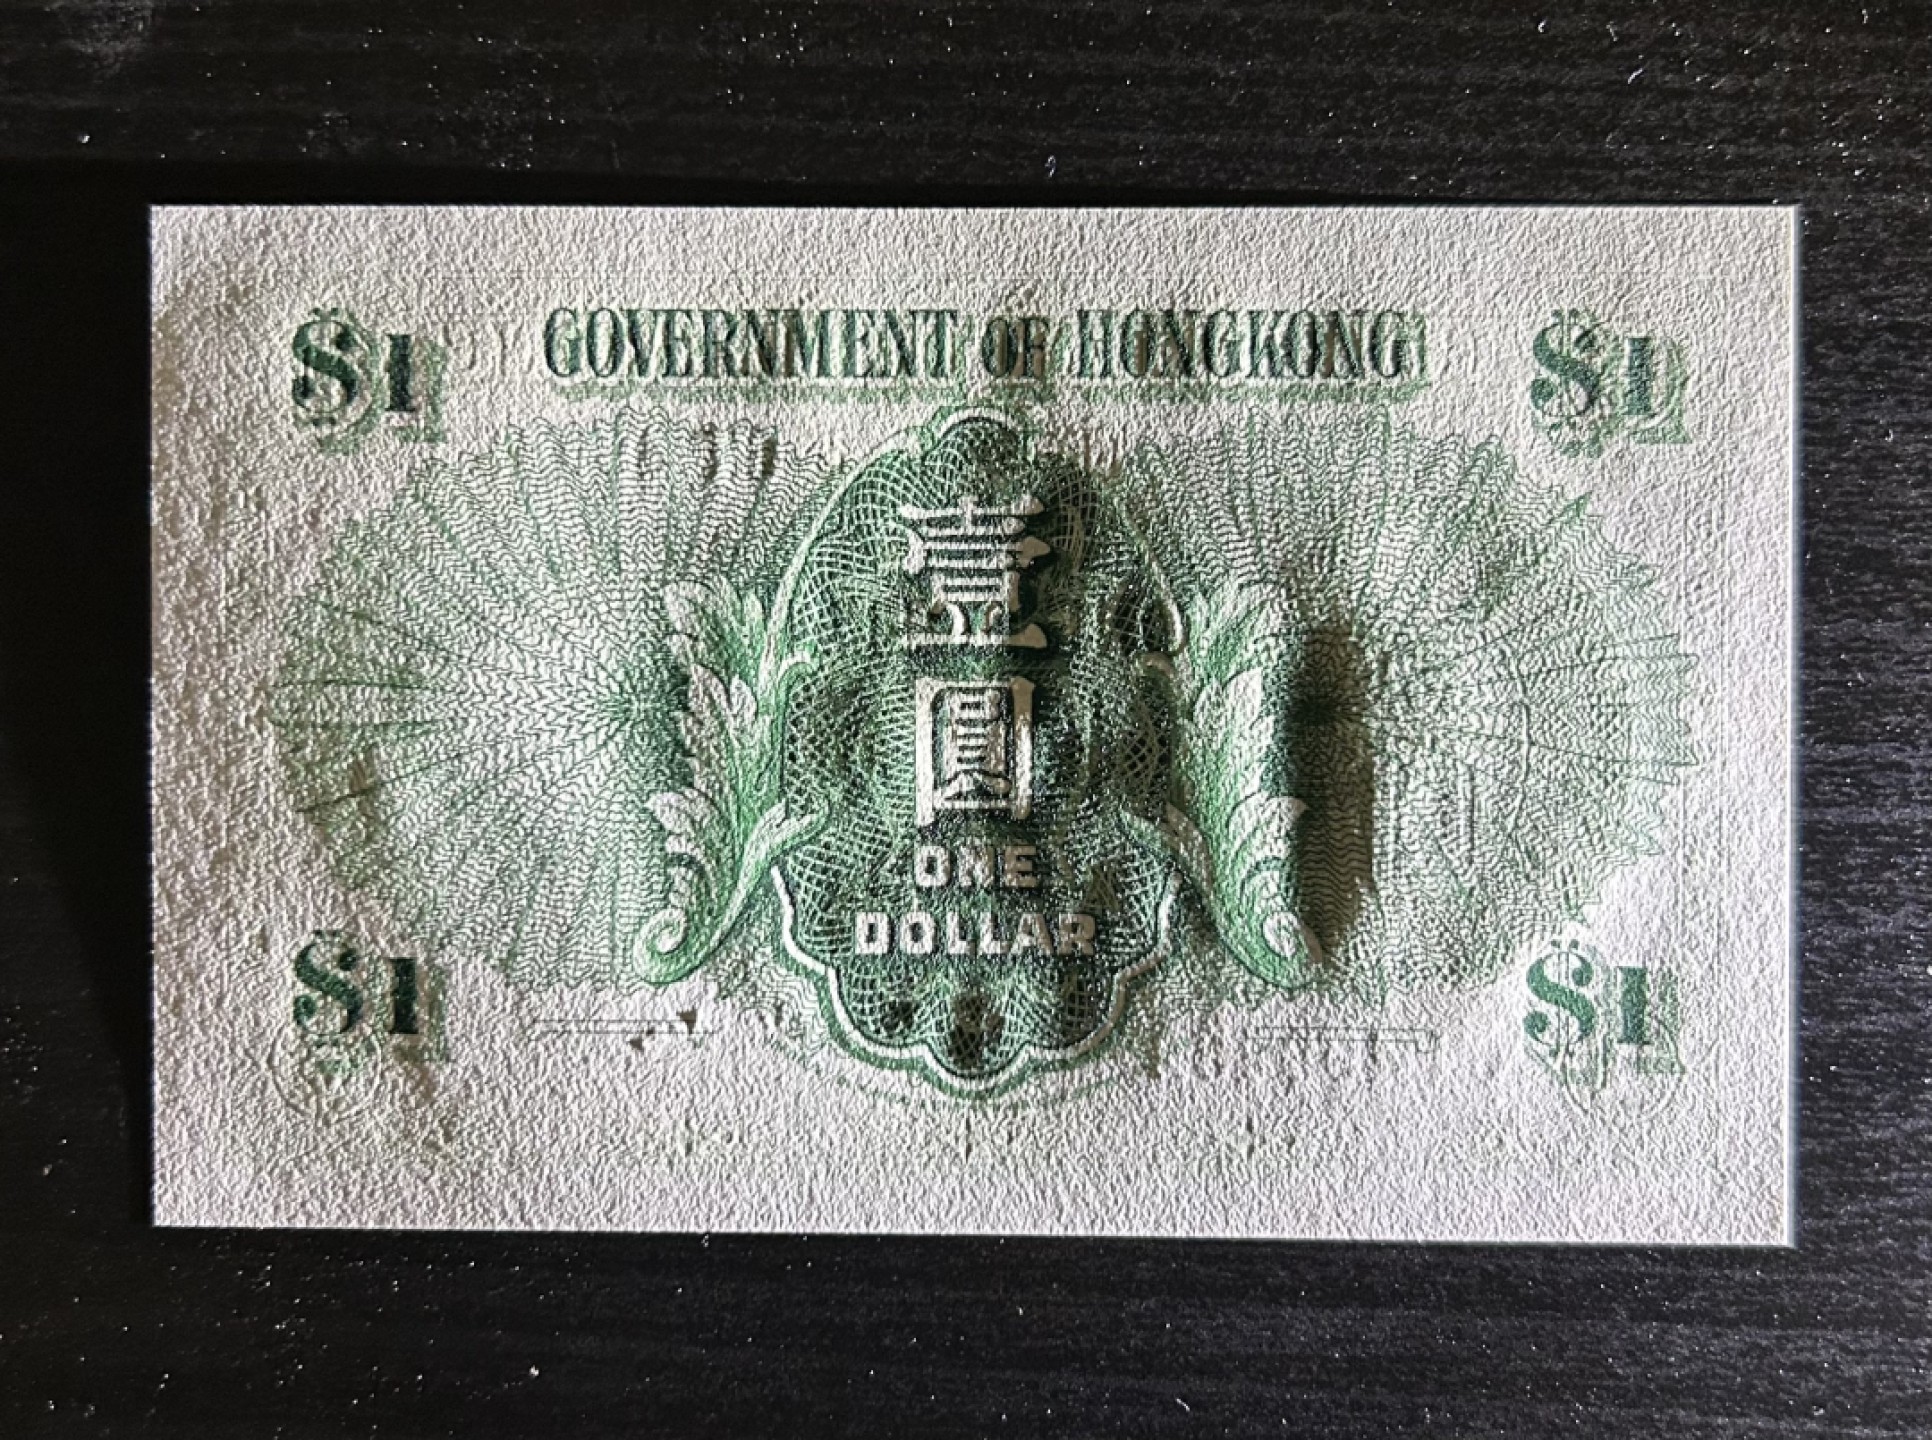 $1
GOVERNMENT OF HONGKONG
$1
壹
圓
ONE
DOLLAR
$1
$1